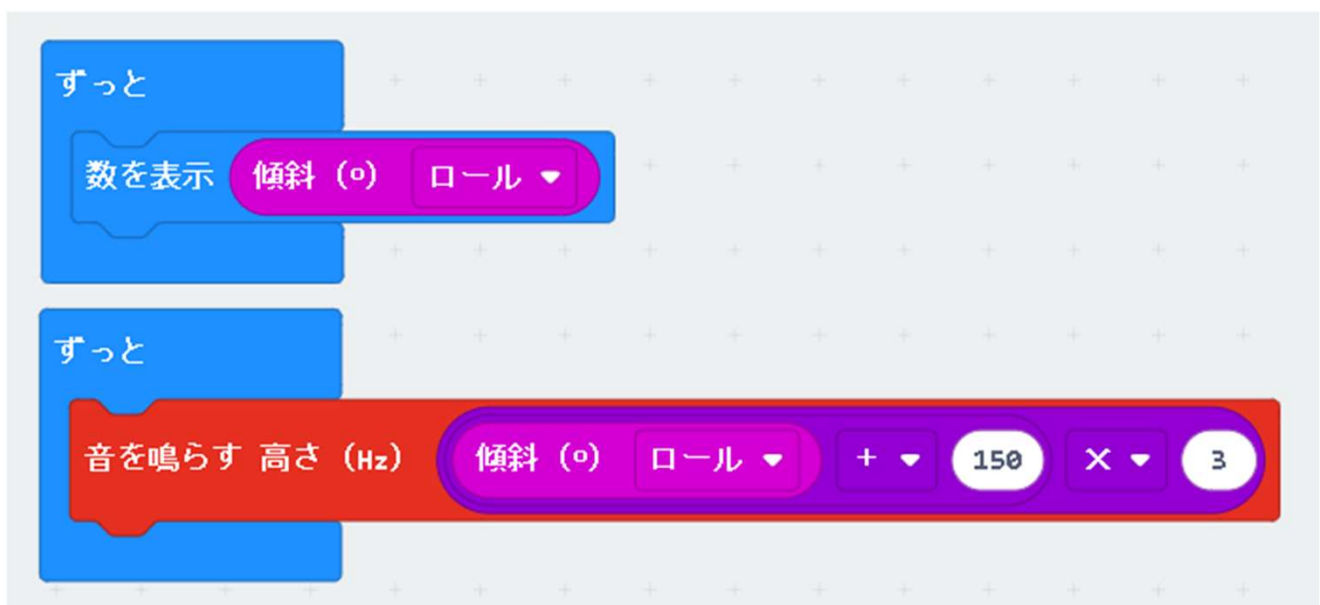 ずっと
数を表示 傾斜 (°) ロール
ずっと
音を鳴らす 高さ (Hz) 傾斜 (°) ロール + 150 × 3